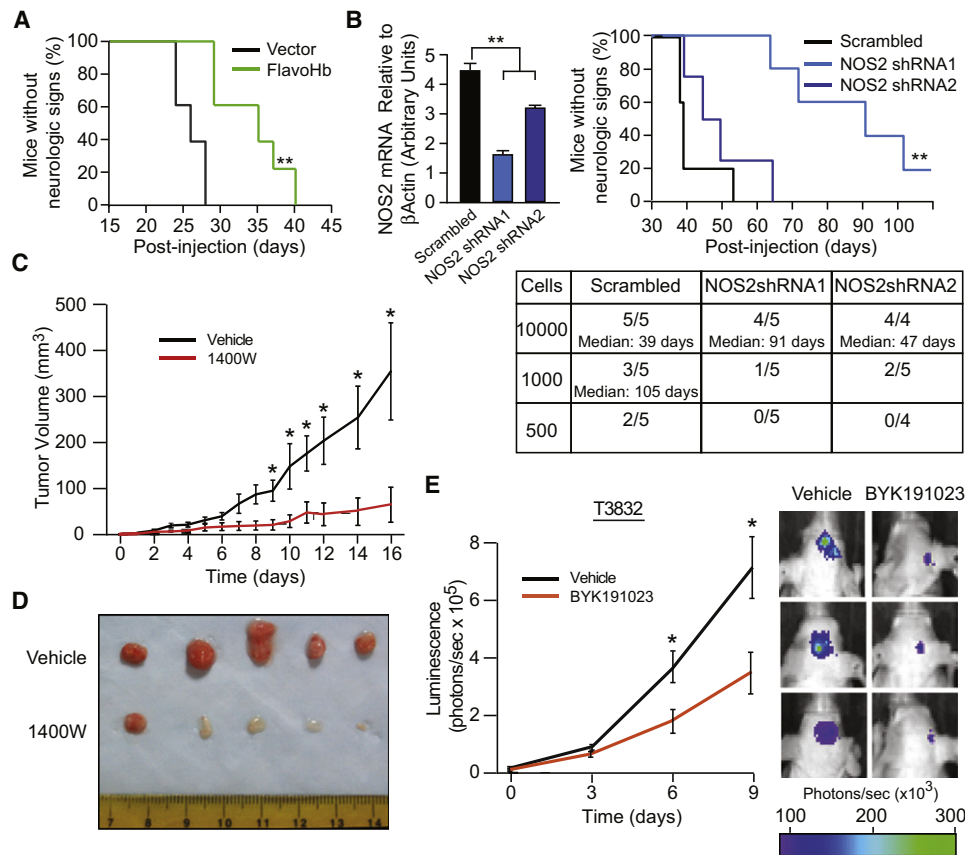 A
Mice without
neurologic signs (%)
100
80
60
40
20
0
Vector
FlavoHb
**
15 20 25 30 35 40 45
Post-injection (days)
B
NOS2 mRNA Relative to
βActin (Arbitrary Units)
5
4
3
2
1
0
**
Scrambled
NOS2 shRNA1
NOS2 shRNA2
Mice without
neurologic signs (%)
100
80
60
40
20
0
Scrambled
NOS2 shRNA1
NOS2 shRNA2
**
30 40 50 60 70 80 90 100
Post-injection (days)
Cells Scrambled NOS2shRNA1 NOS2shRNA2
10000 5/5 4/5 4/4
Median: 39 days Median: 91 days Median: 47 days
1000 3/5 1/5 2/5
Median: 105 days
500 2/5 0/5 0/4
C
Tumor Volume (mm³)
500
400
300
200
100
0
Vehicle
1400W
* * * * * *
0 2 4 6 8 10 12 14 16
Time (days)
D
Vehicle
1400W
7 8 9 10 11 12 13 14
E
T3832
Luminescence
(photons/sec x 10⁵)
8
6
4
2
0
Vehicle
BYK191023
* *
0 3 6 9
Time (days)
Vehicle BYK191023
Photons/sec (x10³)
100 200 300